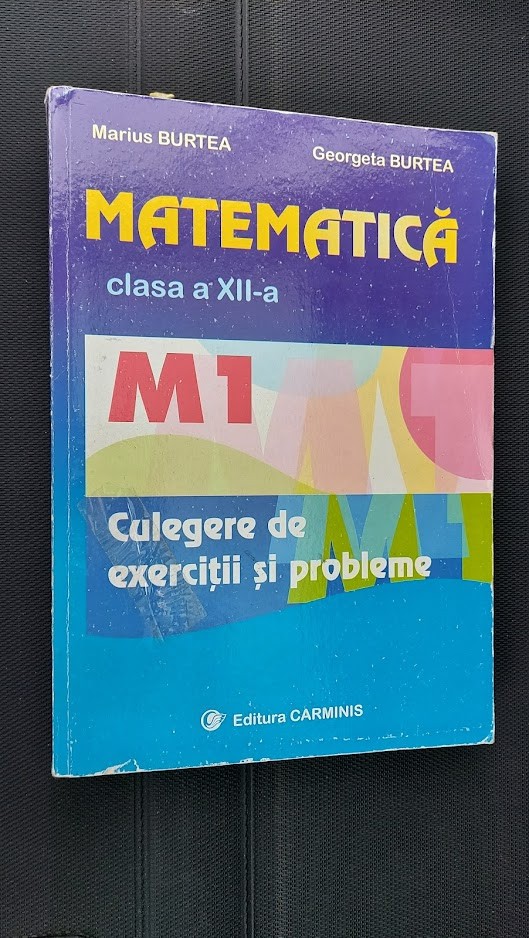 Marius BURTEA
Georgeta BURTEA
MATEMATICĂ
clasa a XII-a
M1
Culegere de
exerciții și probleme
Editura CARMINIS